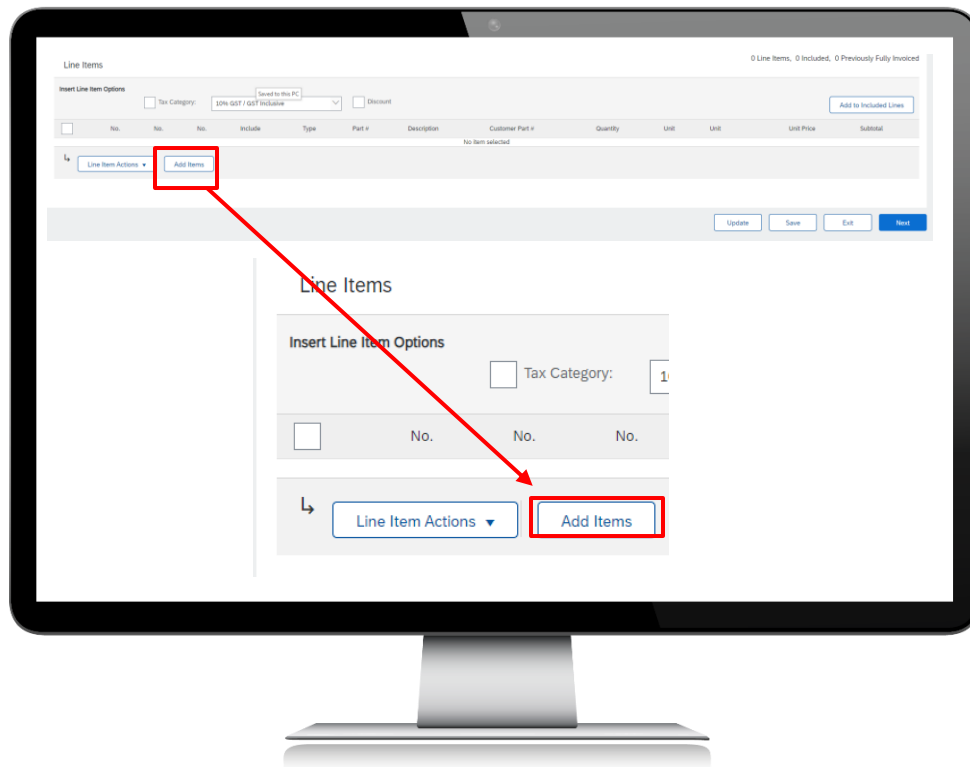 0 Line Items, 0 Included, 0 Previously Fully Invoiced
Line Items
Insert Line Item Options
Saved to this PC
Tax Category: 10% GST / GST Inclusive Discount
Add to Included Lines
No. No. No. Include Type Part # Description Customer Part # Quantity Unit Unit Unit Price Subtotal
No item selected
Line Item Actions ▼ Add Items
Update Save Exit Next
Line Items
Insert Line Item Options
Tax Category: 1
No. No. No.
Line Item Actions ▼ Add Items